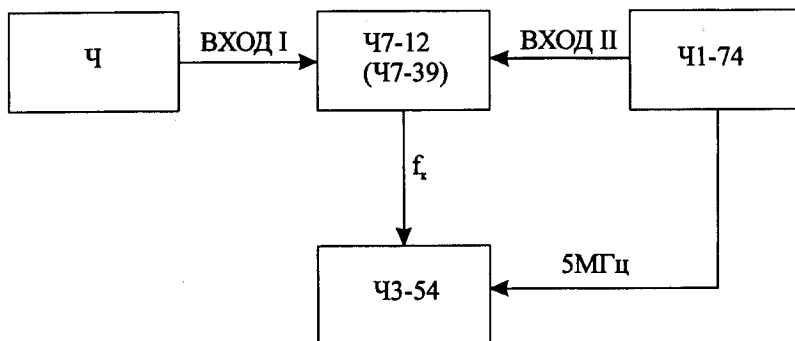 Ч
ВХОД I
Ч7-12
(Ч7-39)
ВХОД II
Ч1-74
fₓ
5МГц
Ч3-54